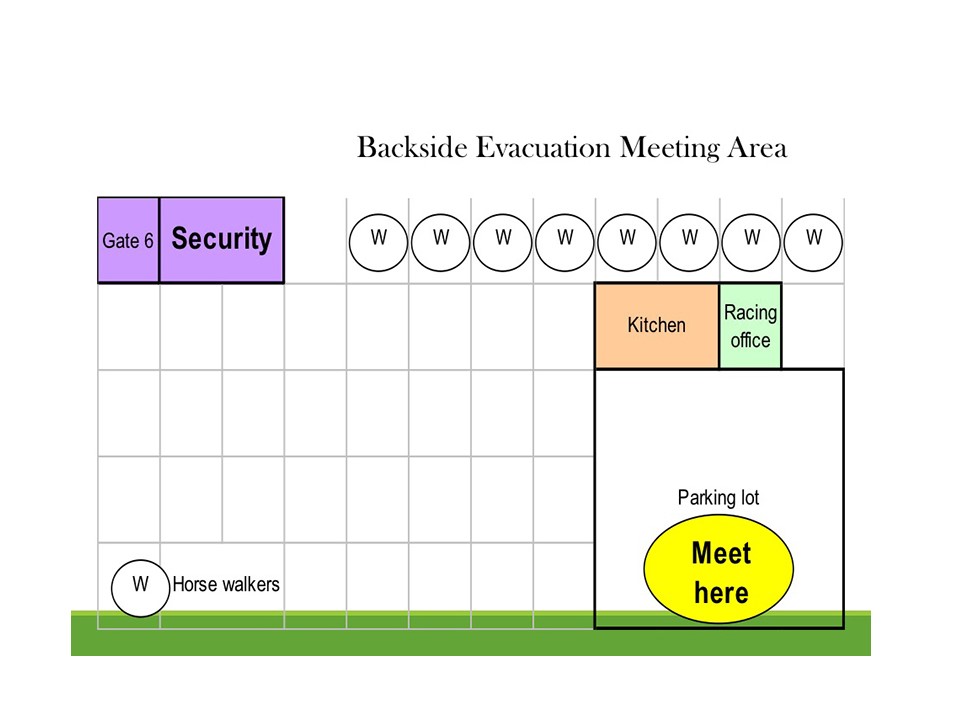 Backside Evacuation Meeting Area
Gate 6 Security
W W W W W W W W
Kitchen
Racing
office
Parking lot
Meet
here
W Horse walkers